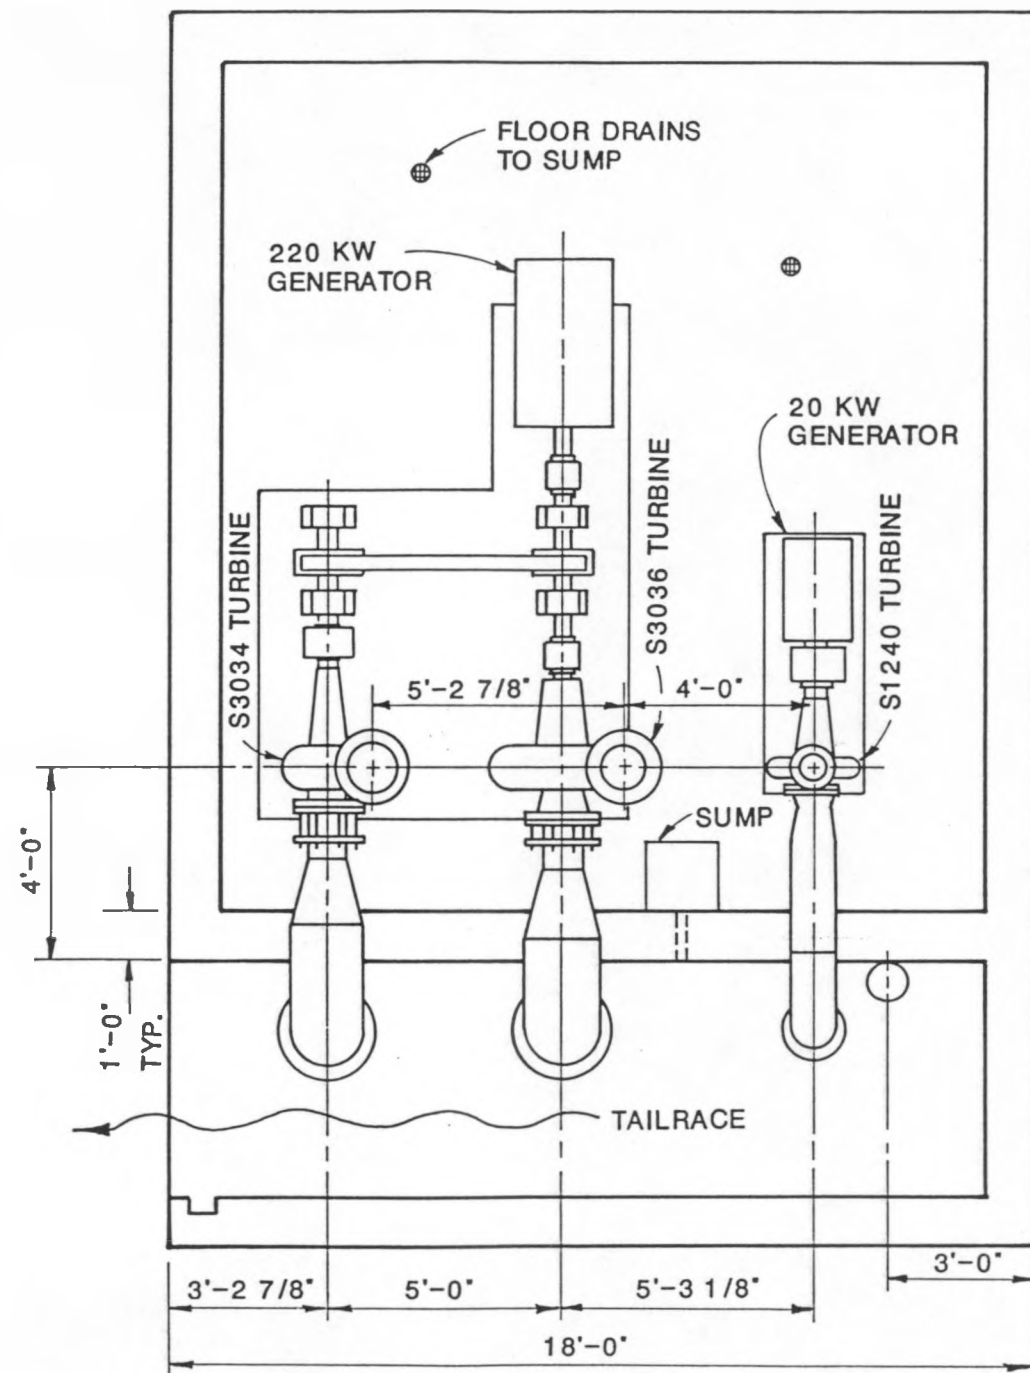 FLOOR DRAINS
TO SUMP
220 KW
GENERATOR
20 KW
GENERATOR
S3034 TURBINE
S3036 TURBINE
S1240 TURBINE
5'-2 7/8"
4'-0"
SUMP
4'-0"
1'-0"
TYP.
TAILRACE
3'-0"
3'-2 7/8"
5'-0"
5'-3 1/8"
18'-0"